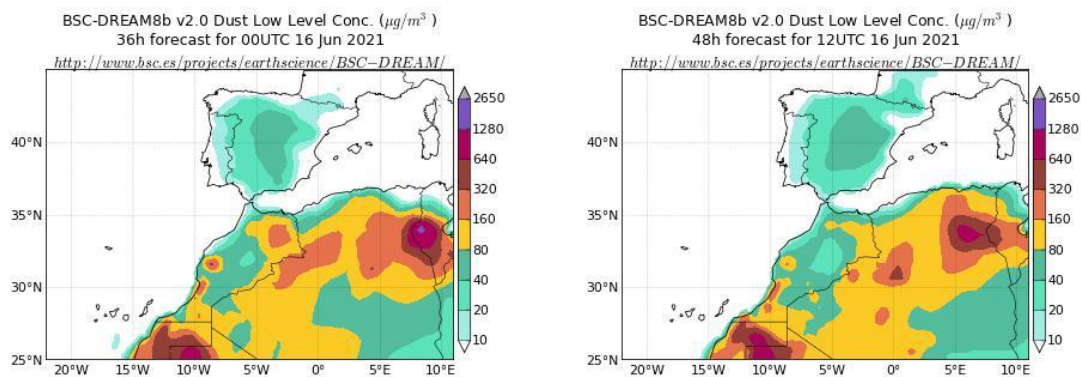 BSC-DREAM8b v2.0 Dust Low Level Conc. (μg/m³ )
36h forecast for 00UTC 16 Jun 2021
http://www.bsc.es/projects/earthscience/BSC−DREAM/
2650
1280
640
320
160
80
40
20
10
40°N
35°N
30°N
25°N
20°W
15°W
10°W
5°W
0°
5°E
10°E
BSC-DREAM8b v2.0 Dust Low Level Conc. (μg/m³ )
48h forecast for 12UTC 16 Jun 2021
http://www.bsc.es/projects/earthscience/BSC−DREAM/
2650
1280
640
320
160
80
40
20
10
40°N
35°N
30°N
25°N
20°W
15°W
10°W
5°W
0°
5°E
10°E